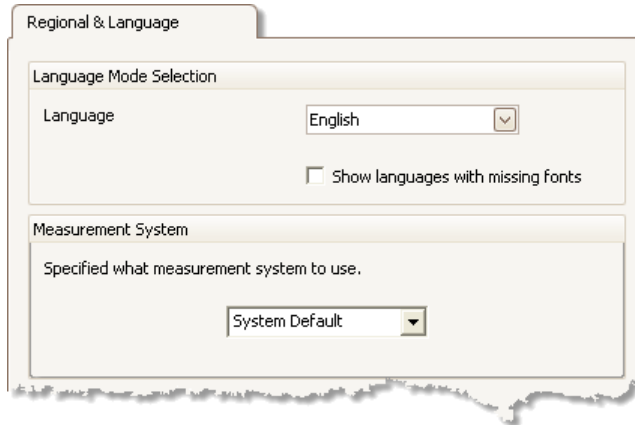 Regional & Language
Language Mode Selection
Language
English
Show languages with missing fonts
Measurement System
Specified what measurement system to use.
System Default